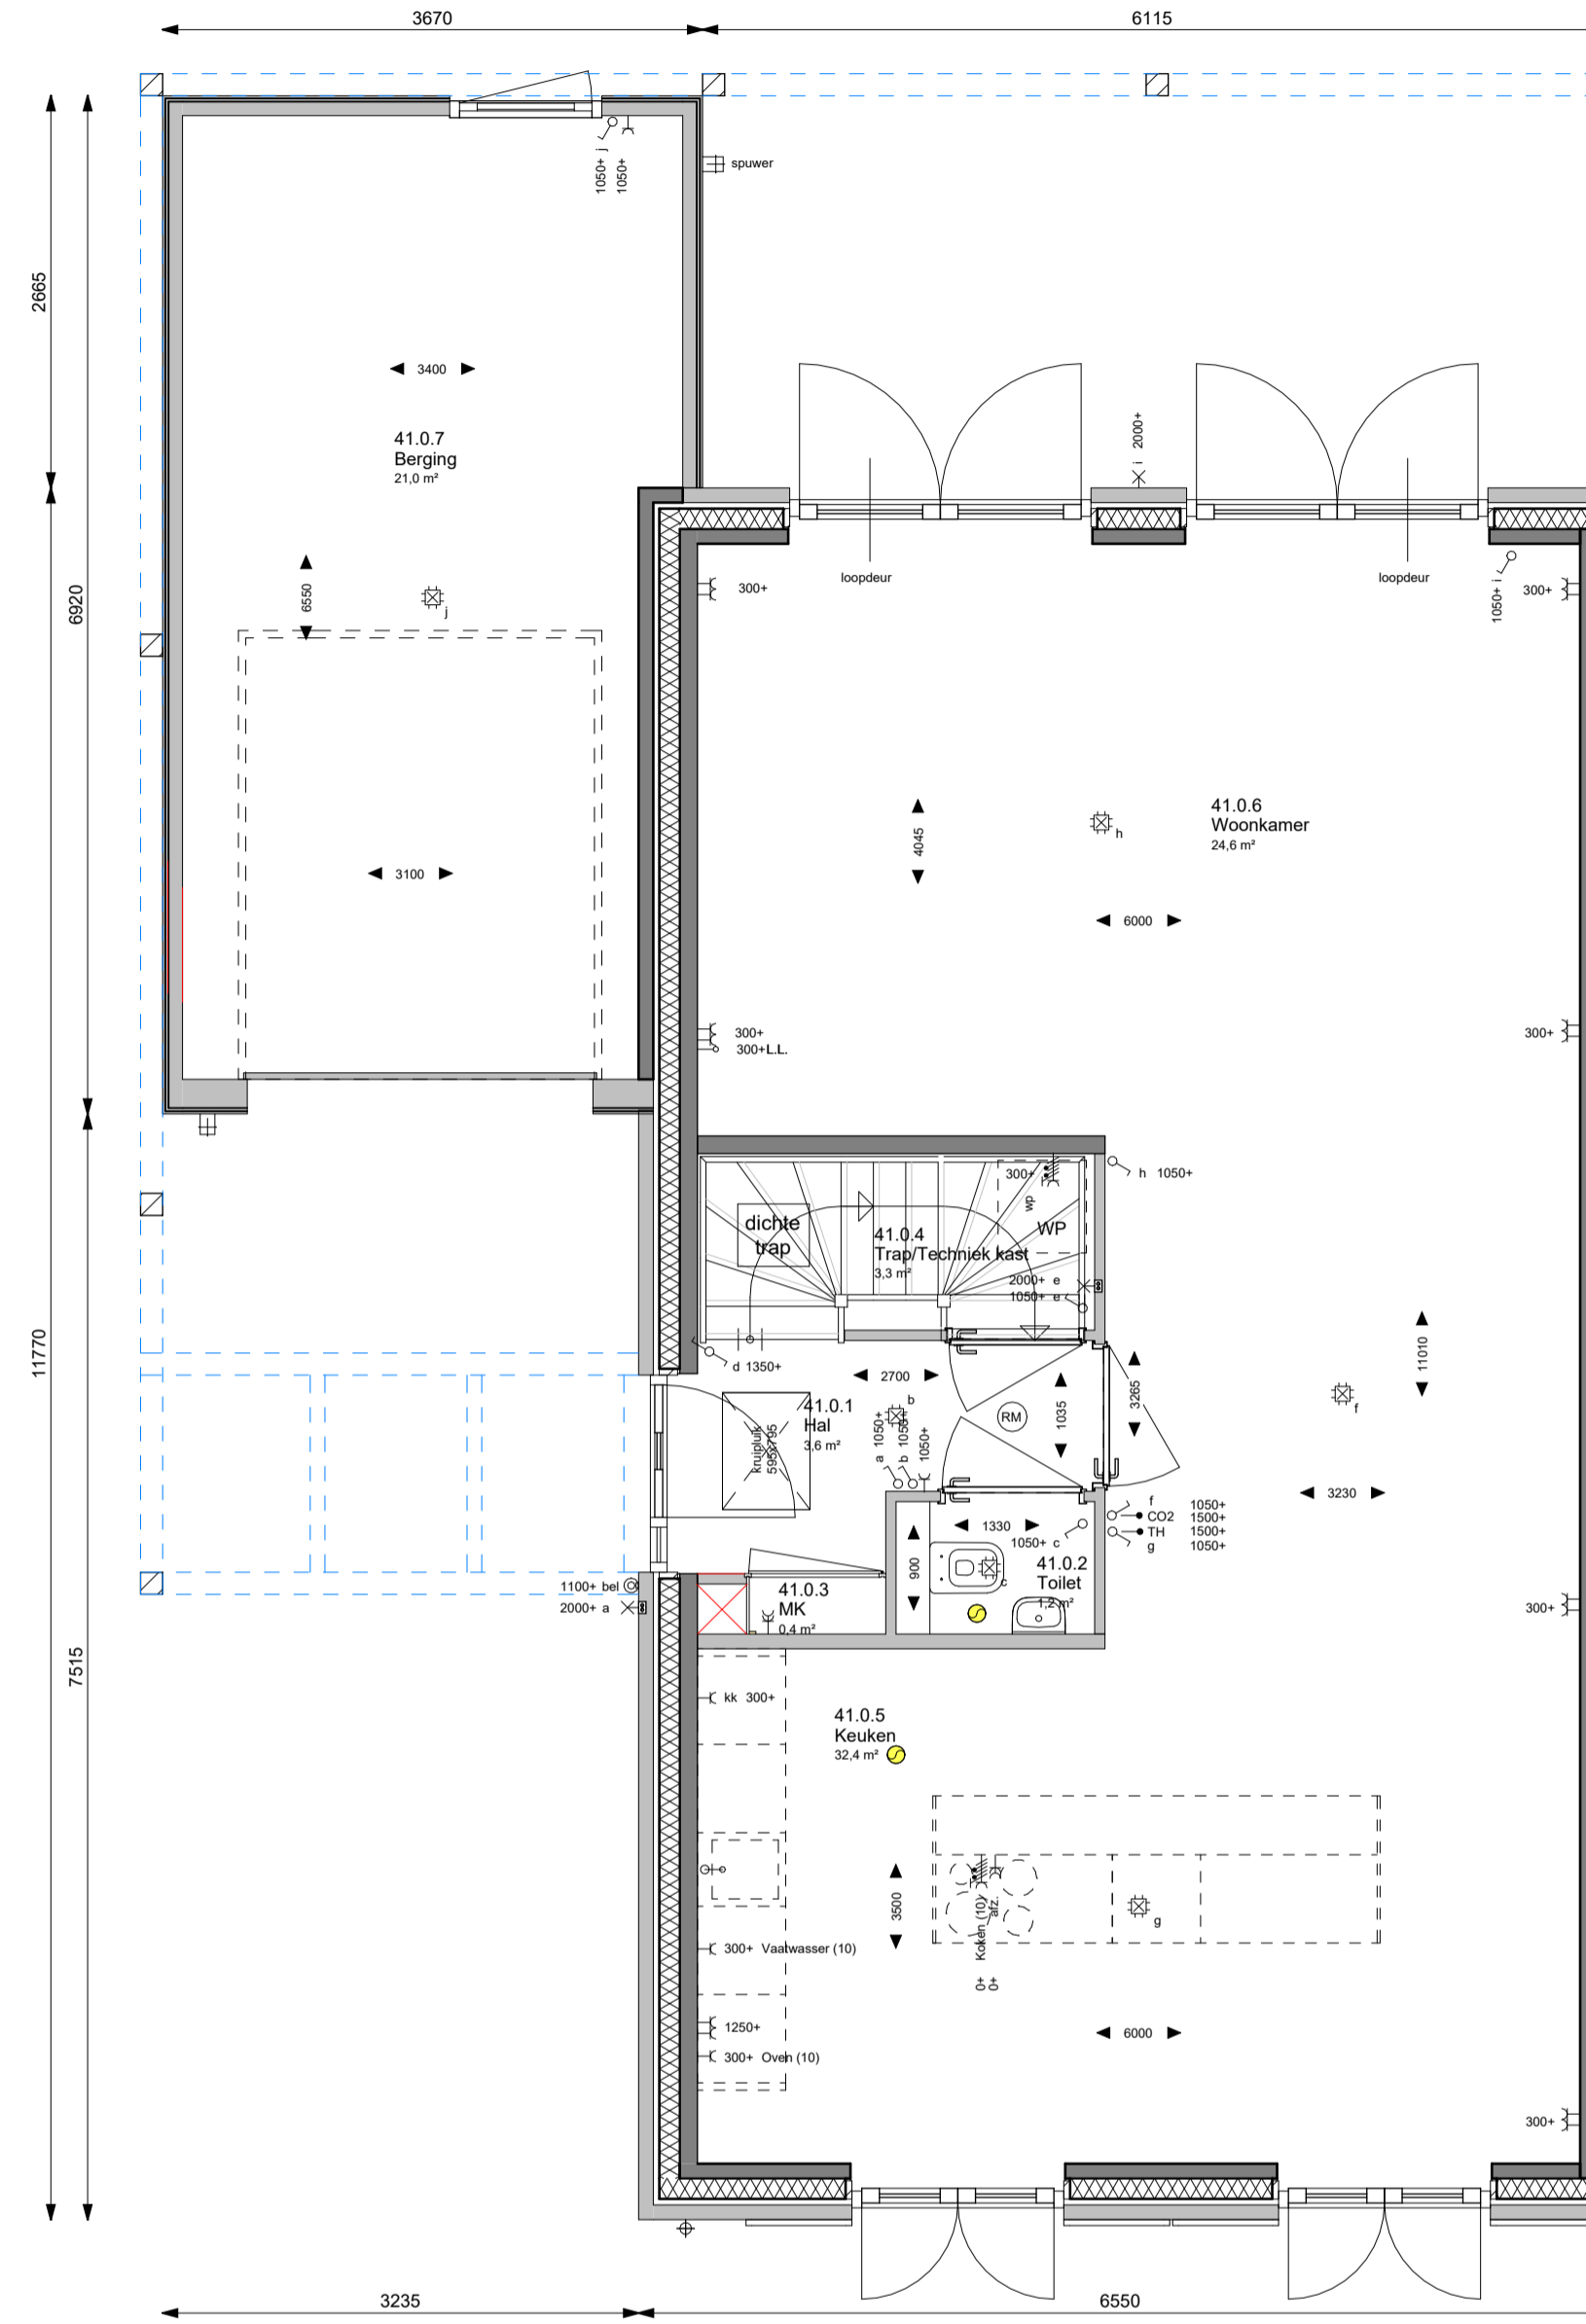 3670
6115
2665
6920
11770
7515
1050+ j
1050+
spuwer
3400
41.0.7
Berging
21,0 m²
6550
j
3100
i 2000+
loopdeur
loopdeur
300+
1050+ i
300+
41.0.6
Woonkamer
24,6 m²
h
4045
6000
300+
300+L.L.
300+
h 1050+
300+
wp
WP
dichte
trap
41.0.4
Trap/Techniek kast
3,3 m²
2000+ e
1050+ e
d 1350+
2700
b
41.0.1
Hal
3,6 m²
kruipluik
595x795
a 1050+
b 1050+
1050+
RM
1035
3265
11010
f
3230
f 1050+
CO2 1500+
TH 1500+
g 1050+
1330
1050+ c
900
c
41.0.2
Toilet
1,2 m²
1100+ bel
2000+ a
41.0.3
MK
0,4 m²
300+
kk 300+
41.0.5
Keuken
32,4 m²
3500
0+ Koken (10)
0+ afz.
g
300+ Vaatwasser (10)
1250+
300+ Oven (10)
6000
300+
3235
6550